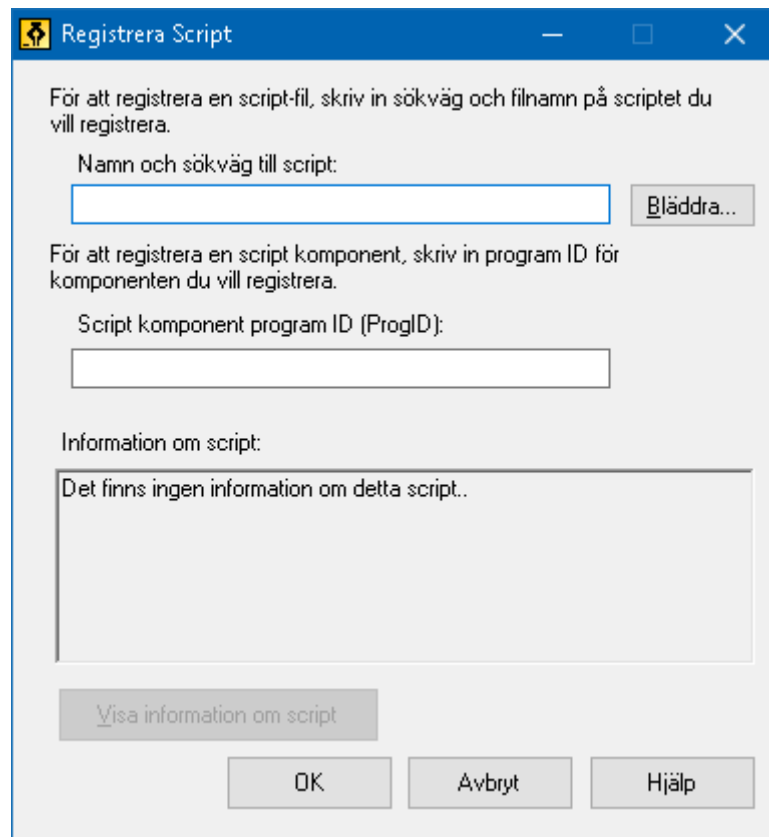 Registrera Script
För att registrera en script-fil, skriv in sökväg och filnamn på scriptet du
vill registrera.
Namn och sökväg till script:
Bläddra...
För att registrera en script komponent, skriv in program ID för
komponenten du vill registrera.
Script komponent program ID (ProgID):
Information om script:
Det finns ingen information om detta script..
Visa information om script
OK Avbryt Hjälp